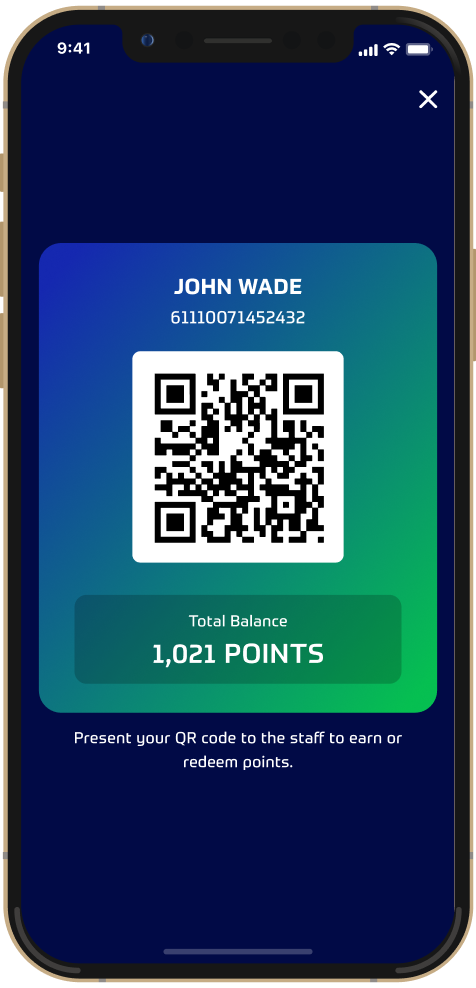 9:41
JOHN WADE
61110071452432
Total Balance
1,021 POINTS
Present your QR code to the staff to earn or
redeem points.